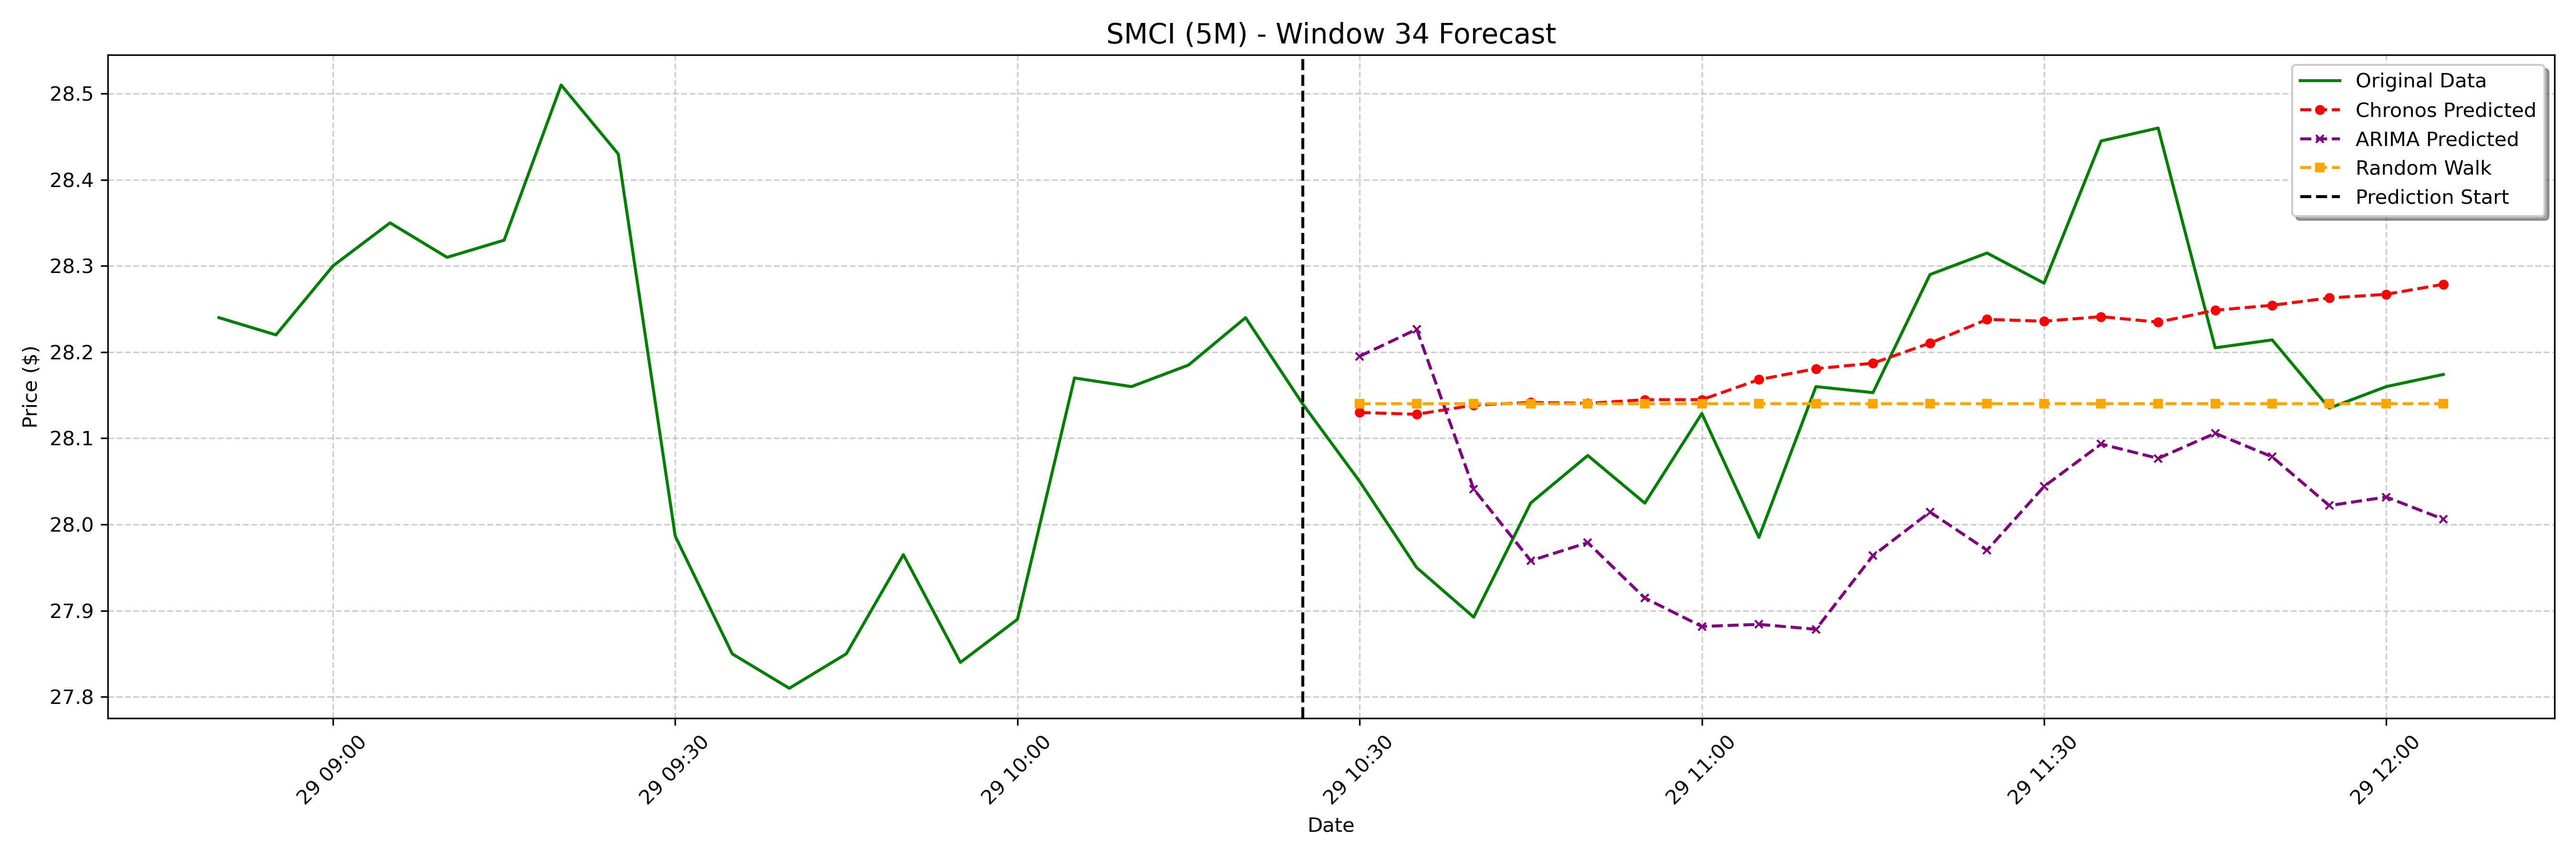 SMCI (5M) - Window 34 Forecast
Price ($)
28.5
28.4
28.3
28.2
28.1
28.0
27.9
27.8
Original Data
Chronos Predicted
ARIMA Predicted
Random Walk
Prediction Start
29 09:00
29 09:30
29 10:00
29 10:30
29 11:00
29 11:30
29 12:00
Date